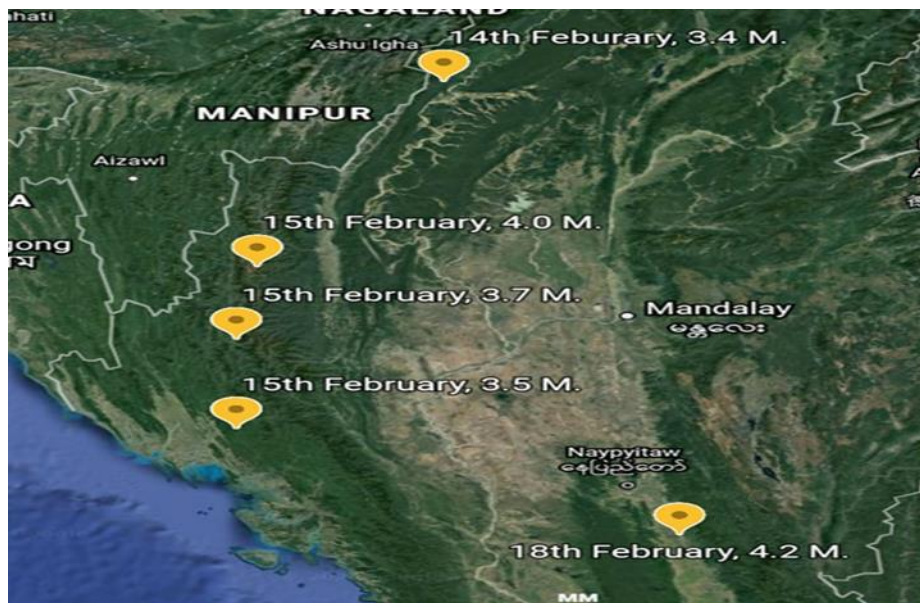 NAGALAND
ahati
Ashu Igha
14th Feburary, 3.4 M.
MANIPUR
Aizawl
A
15th February, 4.0 M.
gong
15th February, 3.7 M.
Mandalay
မန္တလေး
15th February, 3.5 M.
Naypyitaw
နေပြည်တော်
18th February, 4.2 M.
MM